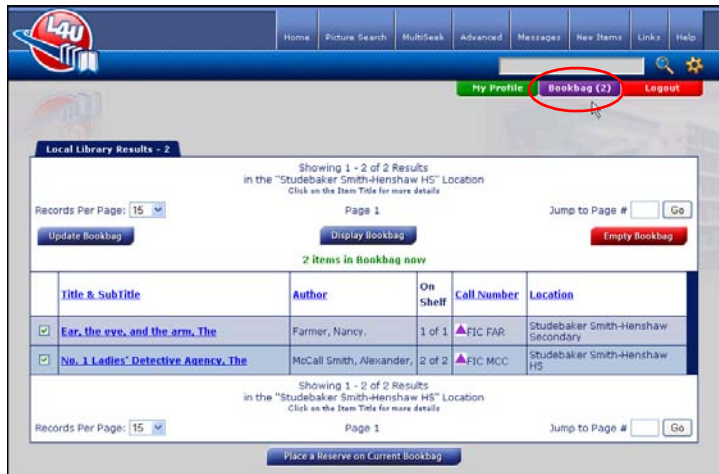 L4U
Home Picture Search MultiSeek Advanced Messages New Items Links Help
My Profile Bookbag (2) Logout
Local Library Results - 2
Showing 1 - 2 of 2 Results
in the "Studebaker Smith-Henshaw HS" Location
Click on the Item Title for more details
Records Per Page: 15 Page 1 Jump to Page # Go
Update Bookbag Display Bookbag Empty Bookbag
2 items in Bookbag now
Title & SubTitle Author On Shelf Call Number Location
Ear, the eye, and the arm, The Farmer, Nancy. 1 of 1 FIC FAR Studebaker Smith-Henshaw Secondary
No. 1 Ladies' Detective Agency, The McCall Smith, Alexander, 2 of 2 FIC MCC Studebaker Smith-Henshaw HS
Showing 1 - 2 of 2 Results
in the "Studebaker Smith-Henshaw HS" Location
Click on the Item Title for more details
Records Per Page: 15 Page 1 Jump to Page # Go
Place a Reserve on Current Bookbag